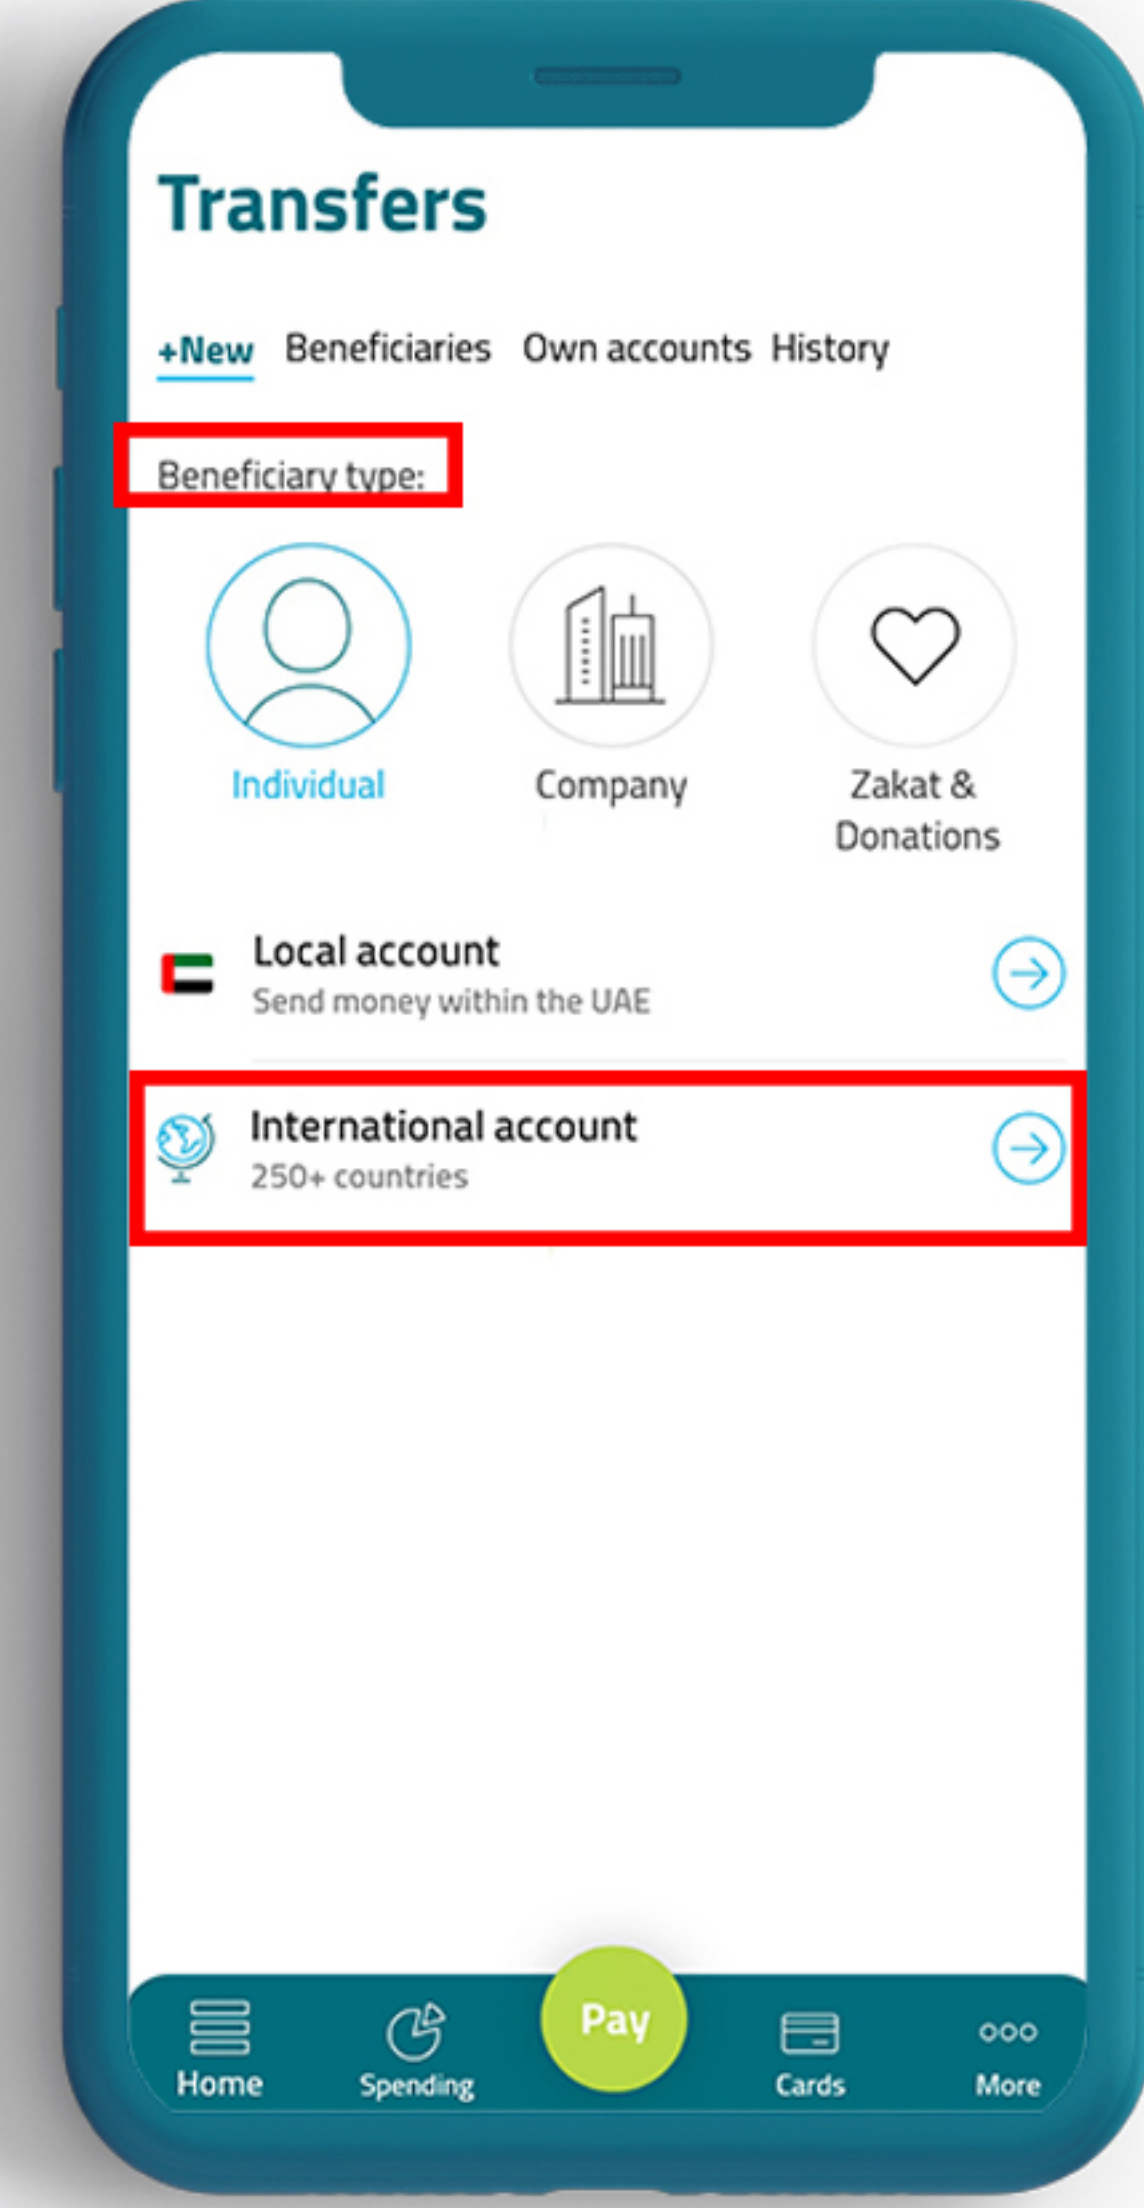 Transfers
+New Beneficiaries Own accounts History
Beneficiary type:
Individual
Company
Zakat &
Donations
Local account
Send money within the UAE
International account
250+ countries
Pay
Home
Spending
Cards
More